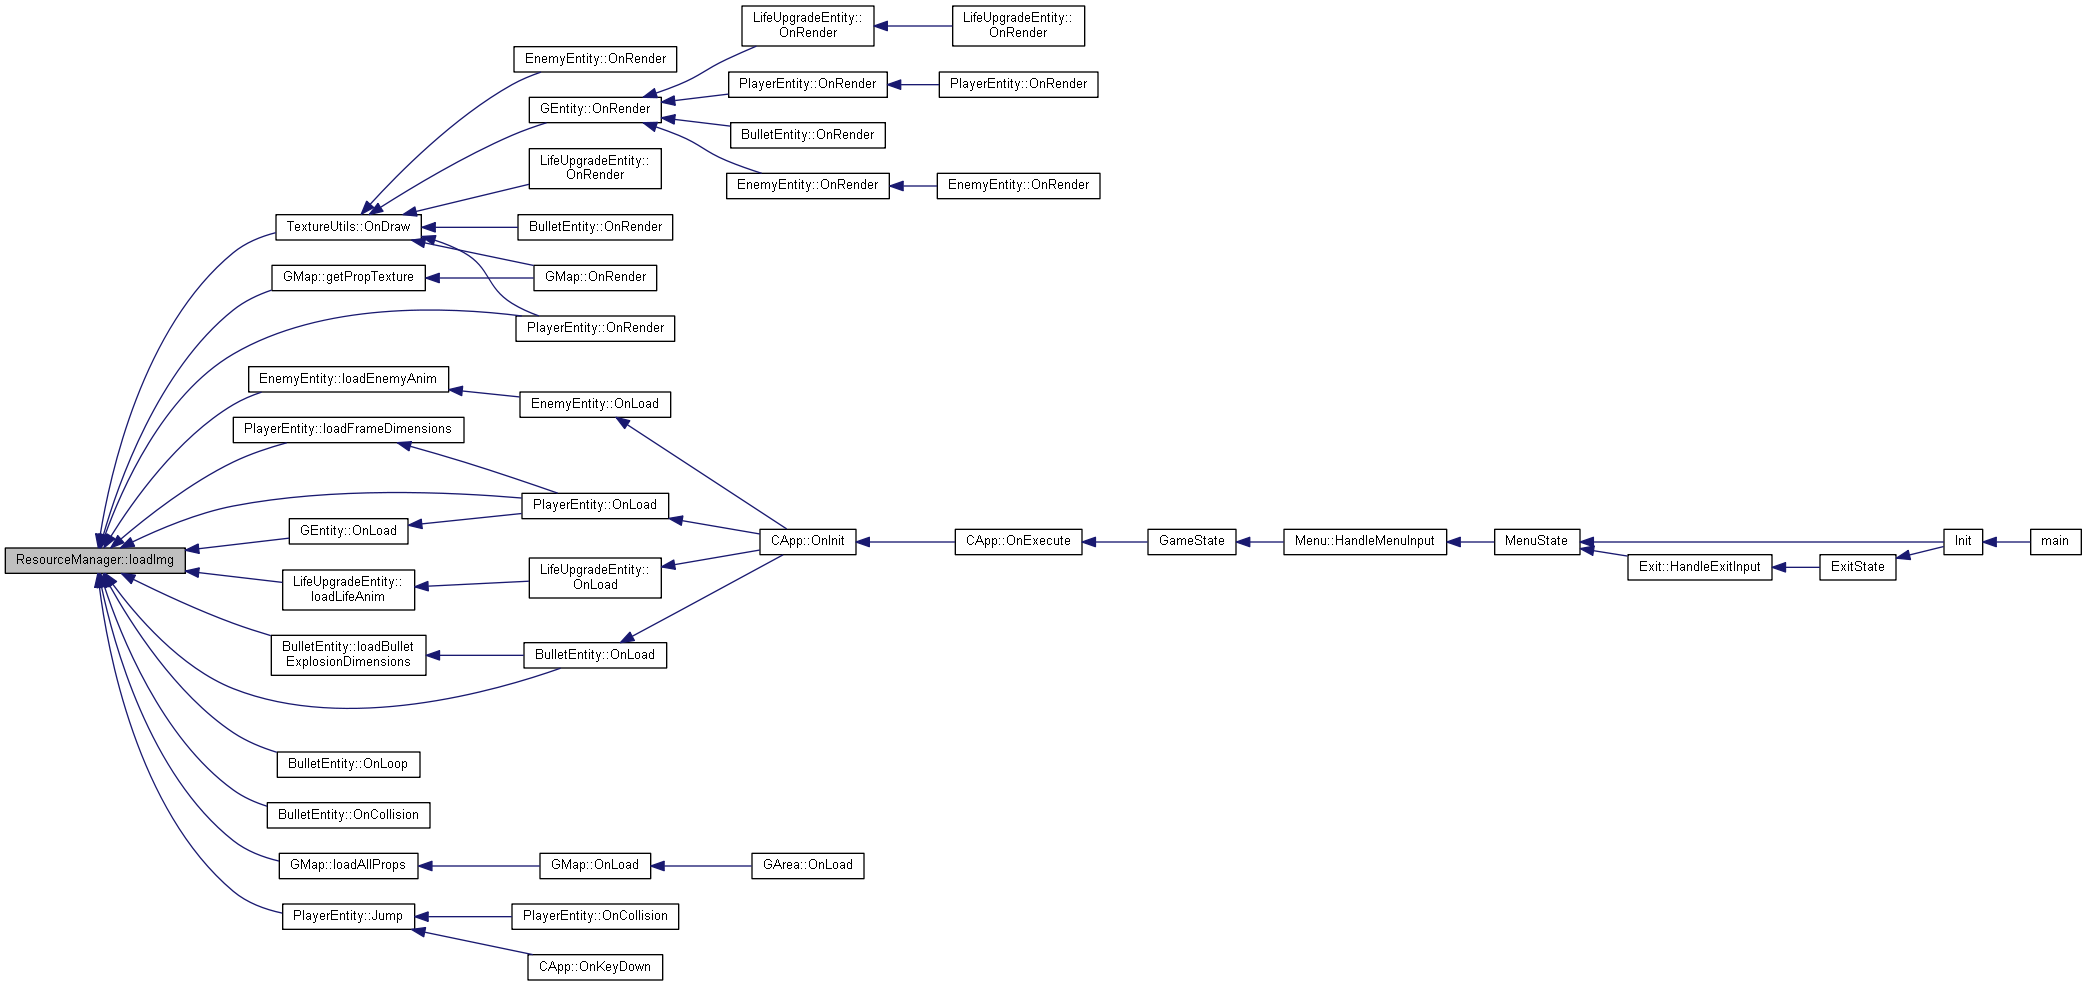 LifeUpgradeEntity::
OnRender
LifeUpgradeEntity::
OnRender
EnemyEntity::OnRender
PlayerEntity::OnRender
PlayerEntity::OnRender
GEntity::OnRender
BulletEntity::OnRender
LifeUpgradeEntity::
OnRender
EnemyEntity::OnRender
EnemyEntity::OnRender
TextureUtils::OnDraw
BulletEntity::OnRender
GMap::getPropTexture
GMap::OnRender
PlayerEntity::OnRender
EnemyEntity::loadEnemyAnim
EnemyEntity::OnLoad
PlayerEntity::loadFrameDimensions
PlayerEntity::OnLoad
GEntity::OnLoad
CApp::OnInit
CApp::OnExecute
GameState
Menu::HandleMenuInput
MenuState
Init
main
ResourceManager::loadImg
Exit::HandleExitInput
ExitState
LifeUpgradeEntity::
OnLoad
LifeUpgradeEntity::
loadLifeAnim
BulletEntity::loadBullet
ExplosionDimensions
BulletEntity::OnLoad
BulletEntity::OnLoop
BulletEntity::OnCollision
GMap::loadAllProps
GMap::OnLoad
GArea::OnLoad
PlayerEntity::Jump
PlayerEntity::OnCollision
CApp::OnKeyDown